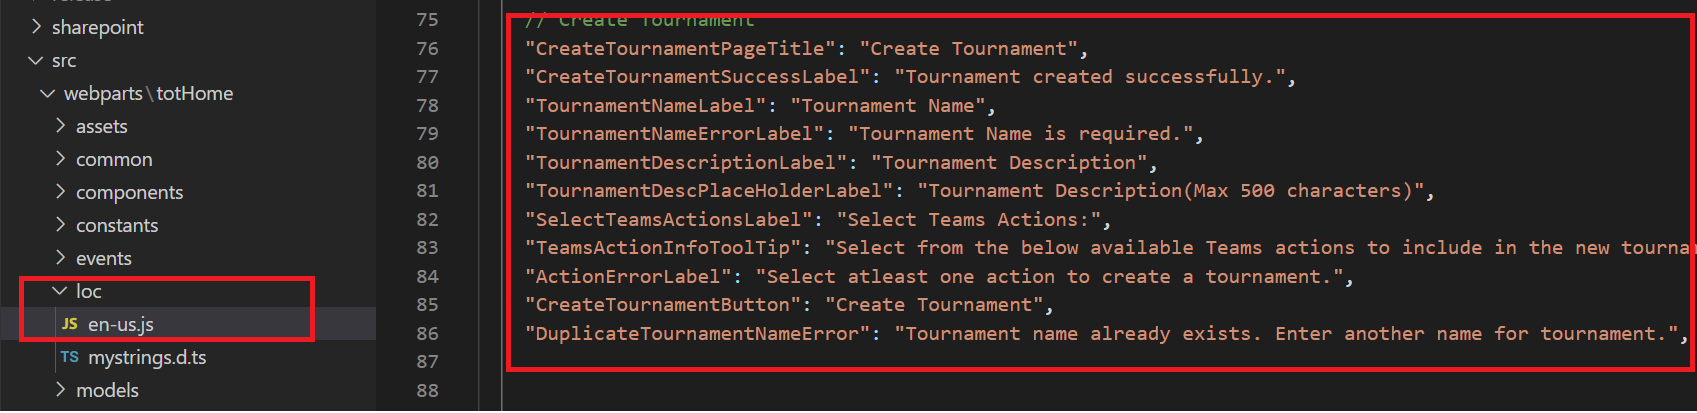 sharepoint
src
webparts\totHome
assets
common
components
constants
events
loc
JS en-us.js
TS mystrings.d.ts
models
75 // Create Tournament
76 "CreateTournamentPageTitle": "Create Tournament",
77 "CreateTournamentSuccessLabel": "Tournament created successfully.",
78 "TournamentNameLabel": "Tournament Name",
79 "TournamentNameErrorLabel": "Tournament Name is required.",
80 "TournamentDescriptionLabel": "Tournament Description",
81 "TournamentDescPlaceHolderLabel": "Tournament Description(Max 500 characters)",
82 "SelectTeamsActionsLabel": "Select Teams Actions:",
83 "TeamsActionInfoToolTip": "Select from the below available Teams actions to include in the new tourna
84 "ActionErrorLabel": "Select atleast one action to create a tournament.",
85 "CreateTournamentButton": "Create Tournament",
86 "DuplicateTournamentNameError": "Tournament name already exists. Enter another name for tournament.",
87
88